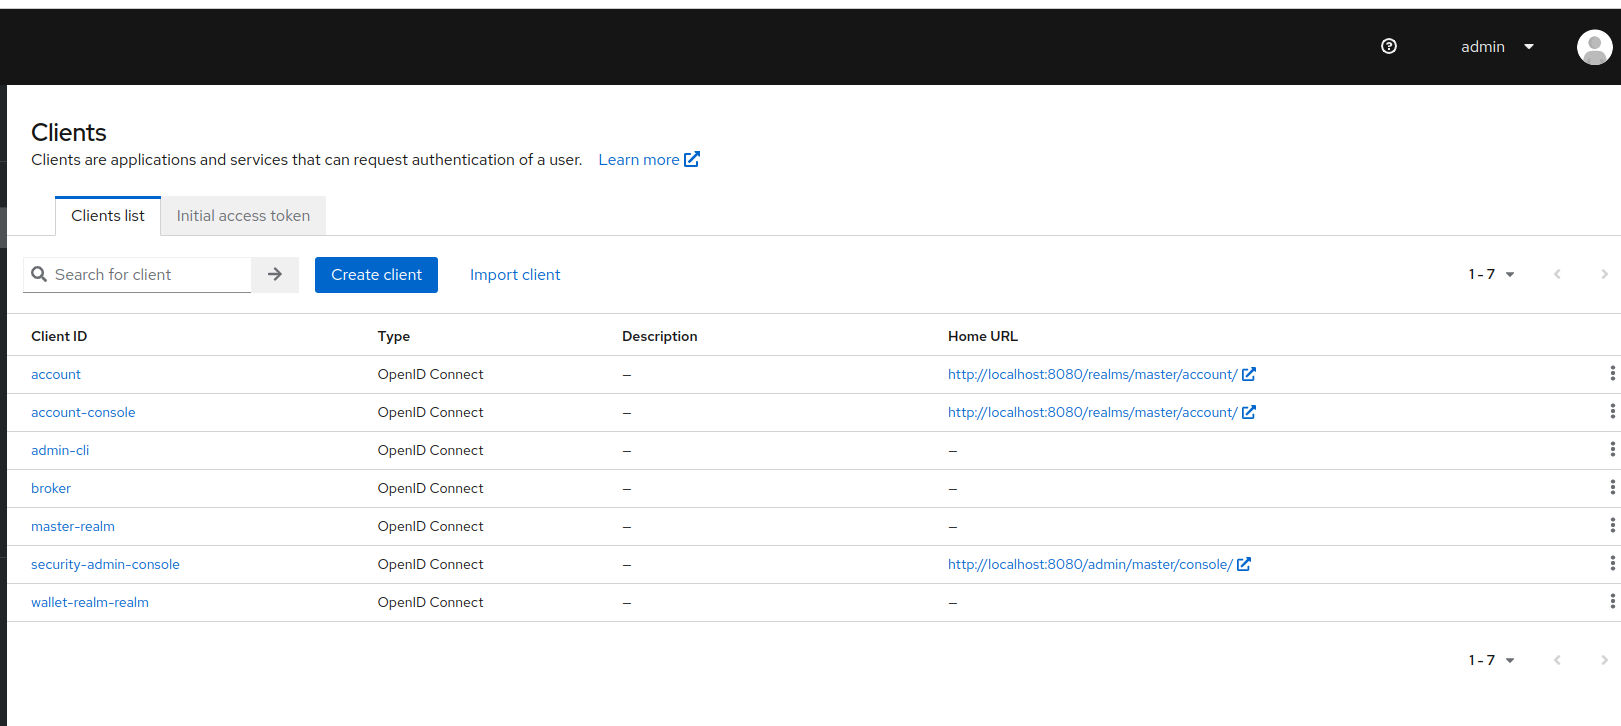 admin
Clients
Clients are applications and services that can request authentication of a user. Learn more
Clients list Initial access token
Search for client Create client Import client 1 - 7
Client ID Type Description Home URL
account OpenID Connect – http://localhost:8080/realms/master/account/
account-console OpenID Connect – http://localhost:8080/realms/master/account/
admin-cli OpenID Connect – –
broker OpenID Connect – –
master-realm OpenID Connect – –
security-admin-console OpenID Connect – http://localhost:8080/admin/master/console/
wallet-realm-realm OpenID Connect – –
1 - 7